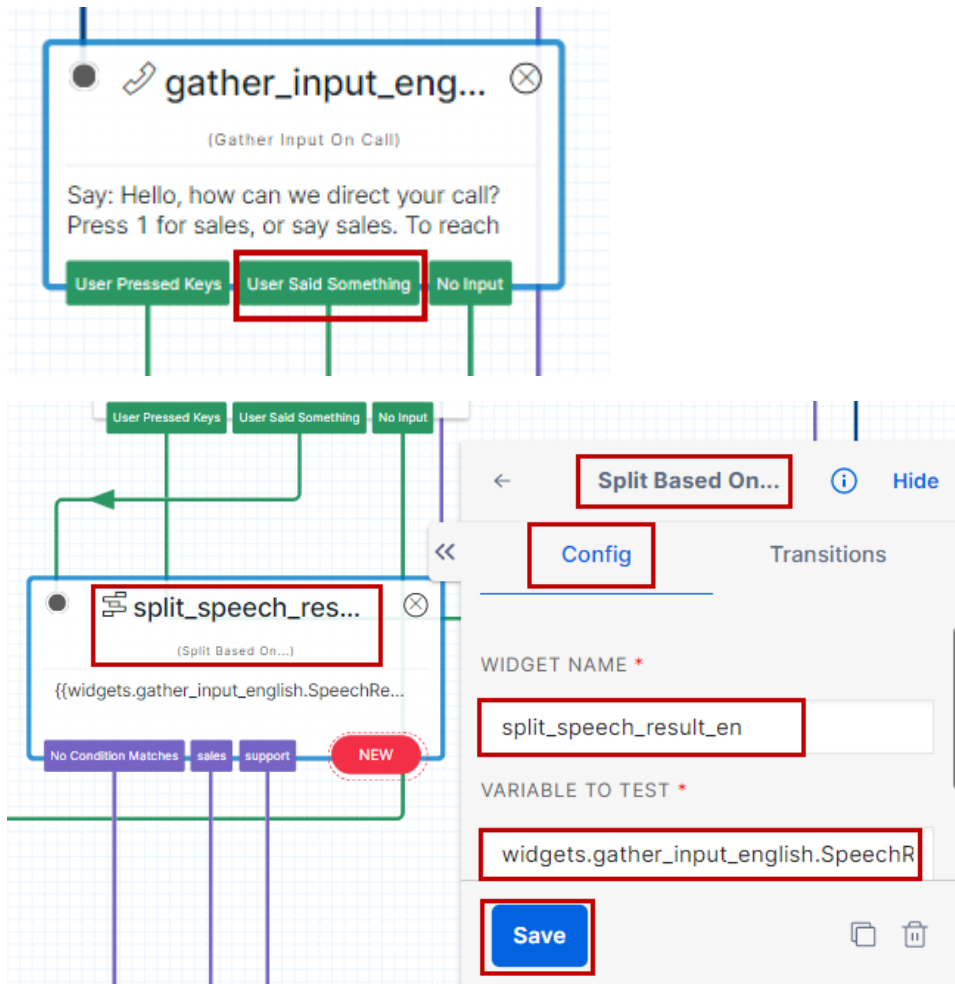 gather_input_eng...
(Gather Input On Call)
Say: Hello, how can we direct your call?
Press 1 for sales, or say sales. To reach
User Pressed Keys User Said Something No Input
User Pressed Keys User Said Something No Input
split_speech_res...
(Split Based On...)
{{widgets.gather_input_english.SpeechRe...
No Condition Matches sales support NEW
Split Based On... Hide
Config Transitions
WIDGET NAME *
split_speech_result_en
VARIABLE TO TEST *
widgets.gather_input_english.SpeechR
Save